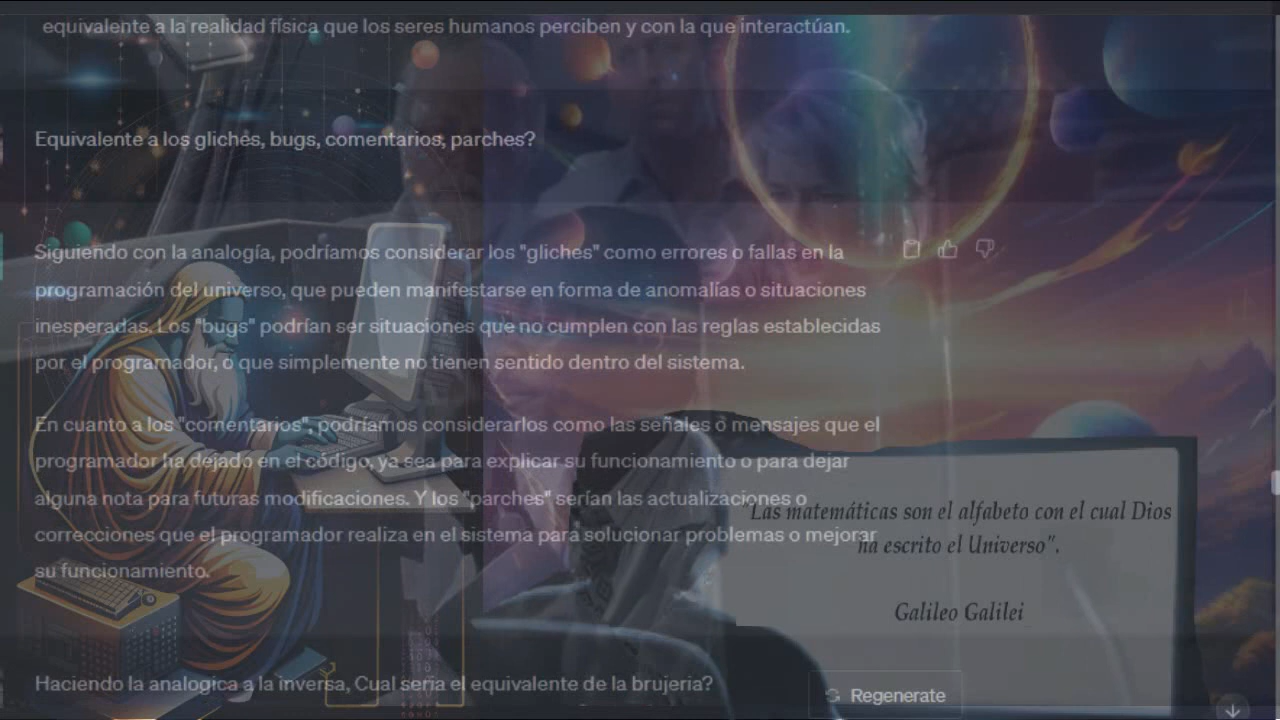 equivalente a la realidad física que los seres humanos perciben y con la que interactúan.
Equivalente a los gliches, bugs, comentarios, parches?
Siguiendo con la analogía, podríamos considerar los "gliches" como errores o fallas en la
programación del universo, que pueden manifestarse en forma de anomalías o situaciones
inesperadas. Los "bugs" podrían ser situaciones que no cumplen con las reglas establecidas
por el programador, o que simplemente no tienen sentido dentro del sistema.
En cuanto a los "comentarios", podríamos considerarlos como las señales o mensajes que el
programador ha dejado en el código, ya sea para explicar su funcionamiento o para dejar
alguna nota para futuras modificaciones. Y los "parches" serían las actualizaciones o
correcciones que el programador realiza en el sistema para solucionar problemas o mejorar
su funcionamiento.
"Las matemáticas son el alfabeto con el cual Dios
ha escrito el Universo".
Galileo Galilei
Haciendo la analogica a la inversa, Cual seria el equivalente de la brujeria?
Regenerate